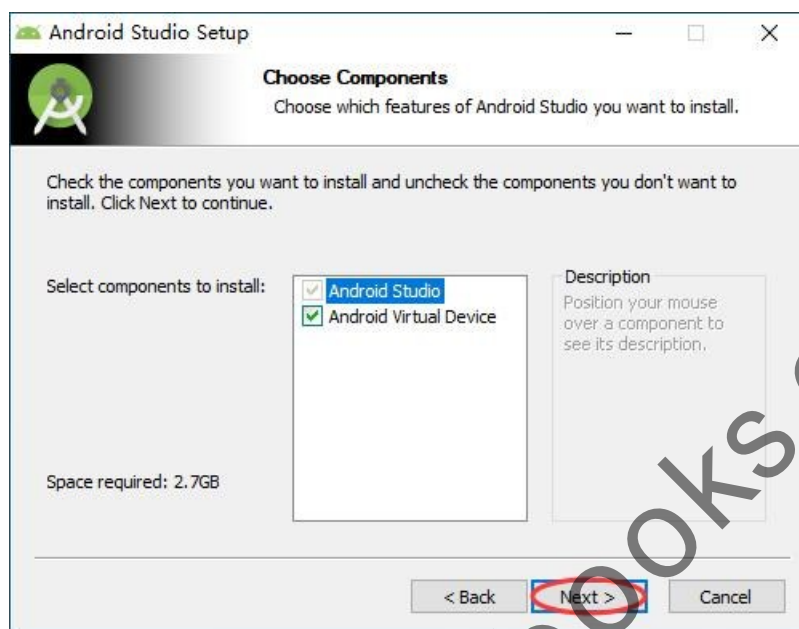 Android Studio Setup
Choose Components
Choose which features of Android Studio you want to install.
Check the components you want to install and uncheck the components you don't want to
install. Click Next to continue.
Select components to install:
Android Studio
Android Virtual Device
Description
Position your mouse
over a component to
see its description.
Space required: 2.7GB
< Back
Next >
Cancel
ooks